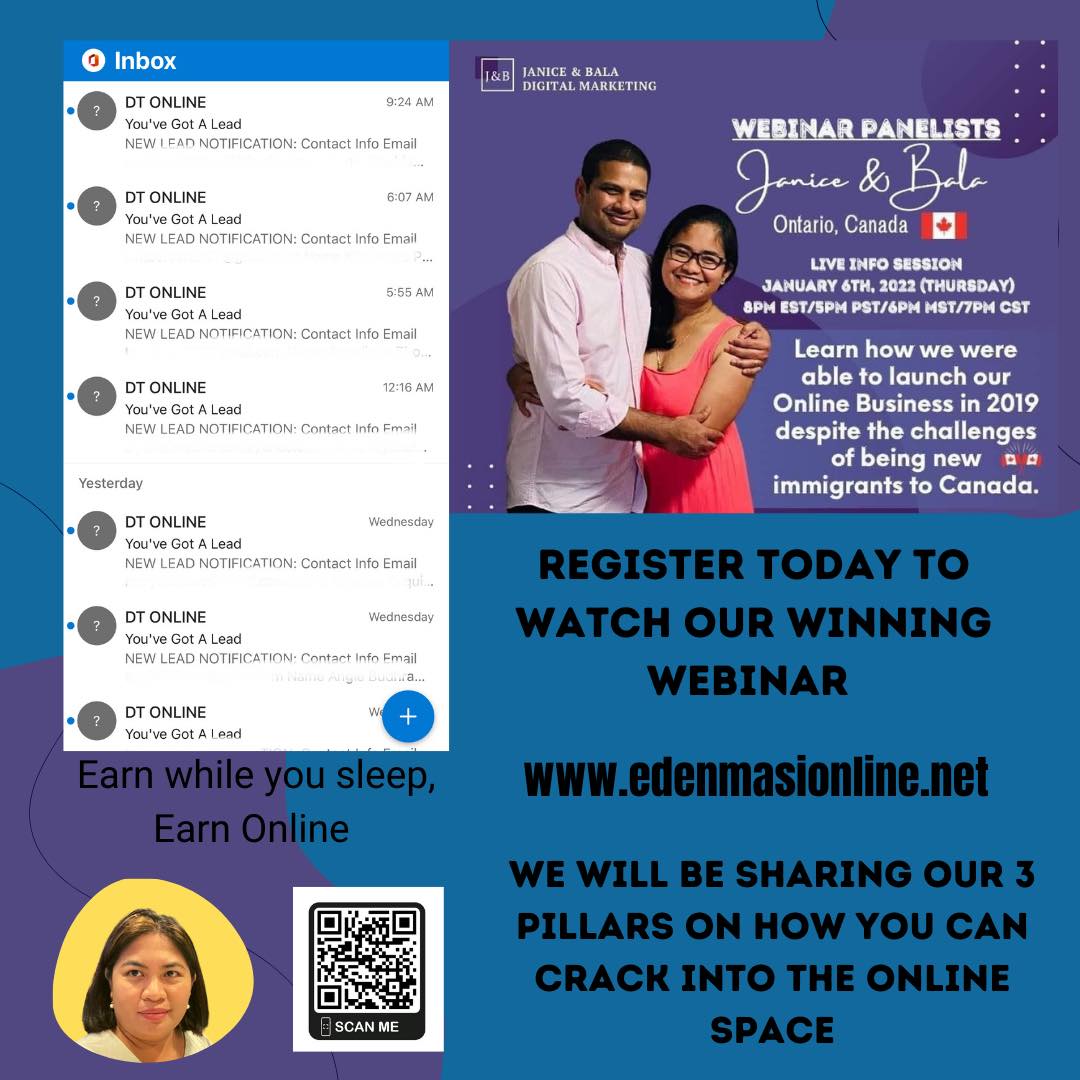 Inbox
DT ONLINE 9:24 AM
You've Got A Lead
NEW LEAD NOTIFICATION: Contact Info Email
DT ONLINE 6:07 AM
You've Got A Lead
NEW LEAD NOTIFICATION: Contact Info Email
DT ONLINE 5:55 AM
You've Got A Lead
NEW LEAD NOTIFICATION: Contact Info Email
DT ONLINE 12:16 AM
You've Got A Lead
NEW LEAD NOTIFICATION: Contact Info Email
Yesterday
DT ONLINE Wednesday
You've Got A Lead
NEW LEAD NOTIFICATION: Contact Info Email
DT ONLINE Wednesday
You've Got A Lead
NEW LEAD NOTIFICATION: Contact Info Email
DT ONLINE
You've Got A Lead
Earn while you sleep,
Earn Online
SCAN ME
J&B
JANICE & BALA
DIGITAL MARKETING
WEBINAR PANELISTS
Janice & Bala
Ontario, Canada
LIVE INFO SESSION
JANUARY 6TH, 2022 (THURSDAY)
8PM EST/5PM PST/6PM MST/7PM CST
Learn how we were
able to launch our
Online Business in 2019
despite the challenges
of being new
immigrants to Canada.
REGISTER TODAY TO
WATCH OUR WINNING
WEBINAR
www.edenmasionline.net
WE WILL BE SHARING OUR 3
PILLARS ON HOW YOU CAN
CRACK INTO THE ONLINE
SPACE